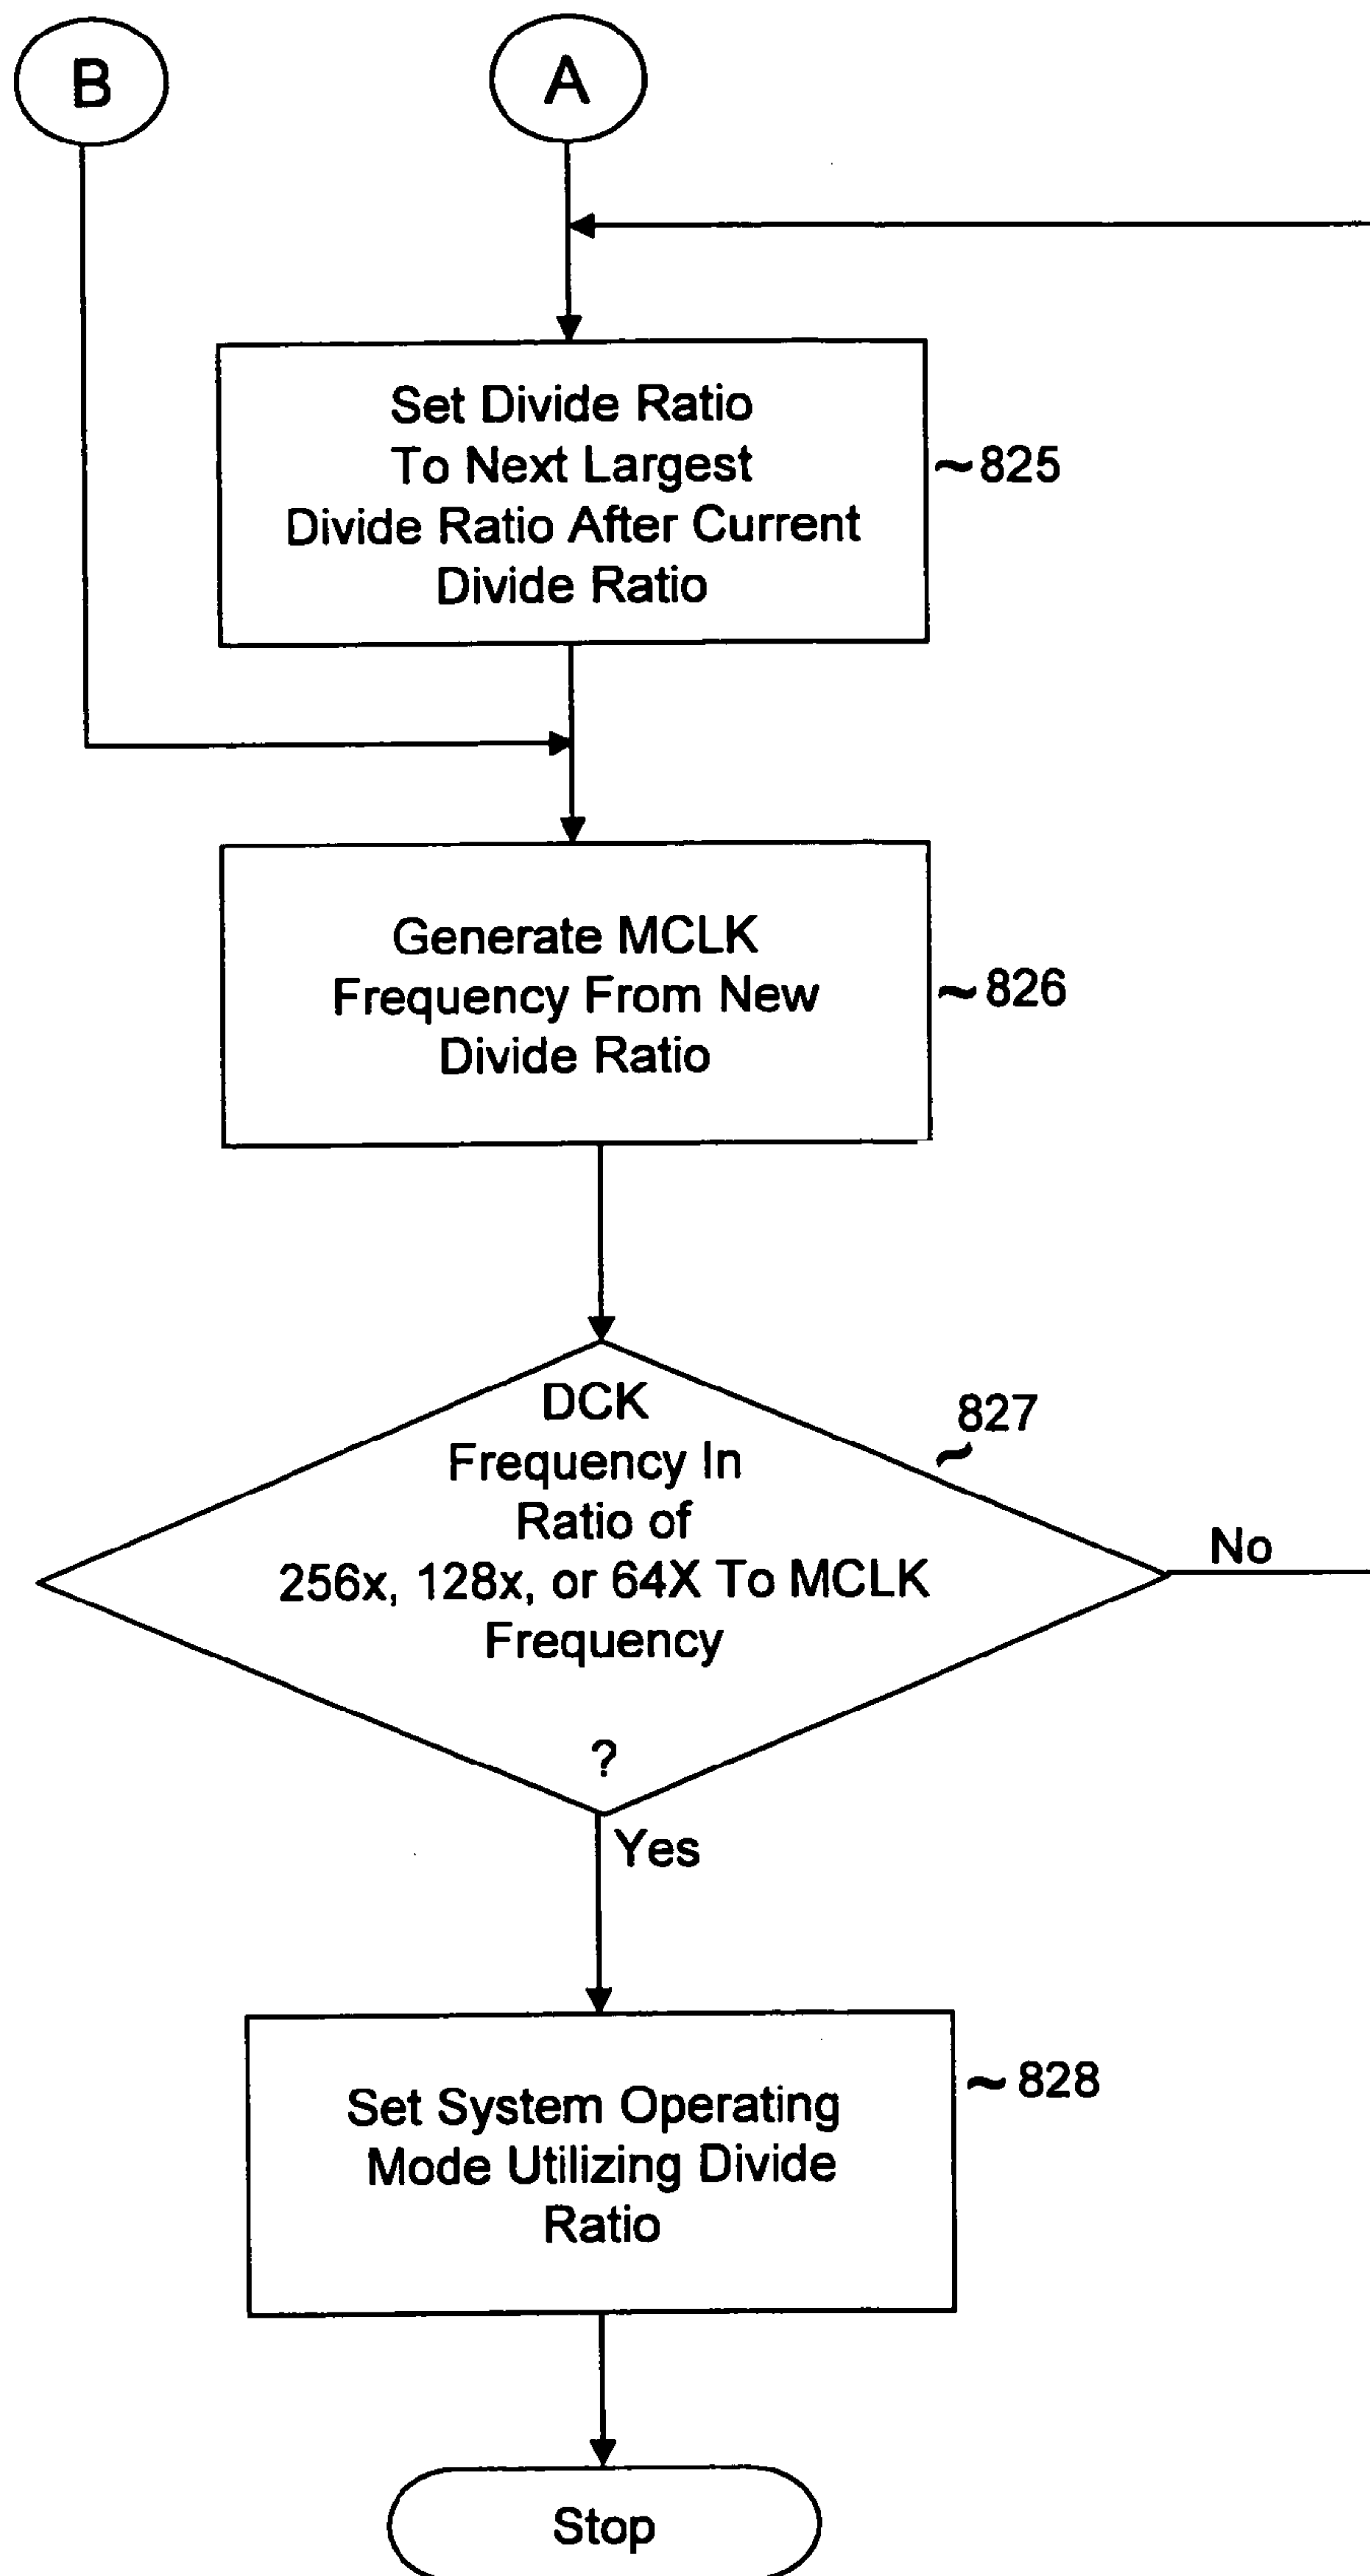 B
A
Set Divide Ratio
To Next Largest
Divide Ratio After Current
Divide Ratio
~825
Generate MCLK
Frequency From New
Divide Ratio
~826
DCK
Frequency In
Ratio of
256x, 128x, or 64X To MCLK
Frequency
?
827
~
No
Yes
Set System Operating
Mode Utilizing Divide
Ratio
~828
Stop